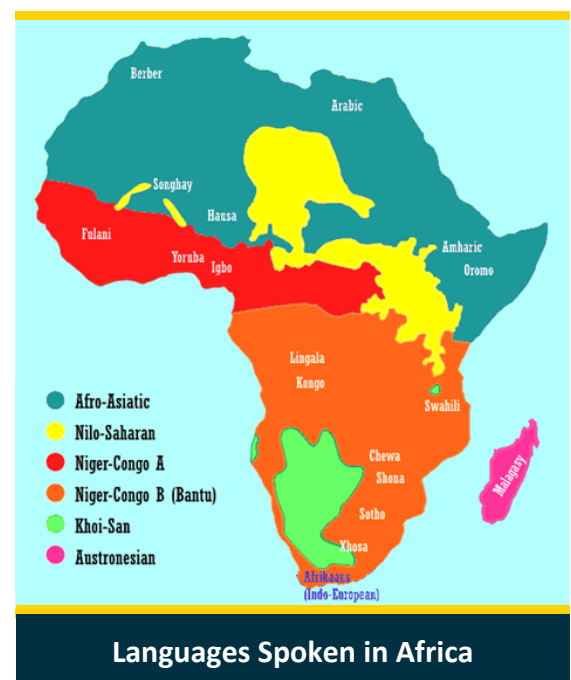 Berber
Arabic
Songhay
Hausa
Fulani
Yoruba
Igbo
Amharic
Oromo
Lingala
Kongo
Swahili
Chewa
Shona
Malagasy
Sotho
Xhosa
Afrikaans
(Indo-European)
Afro-Asiatic
Nilo-Saharan
Niger-Congo A
Niger-Congo B (Bantu)
Khoi-San
Austronesian
Languages Spoken in Africa